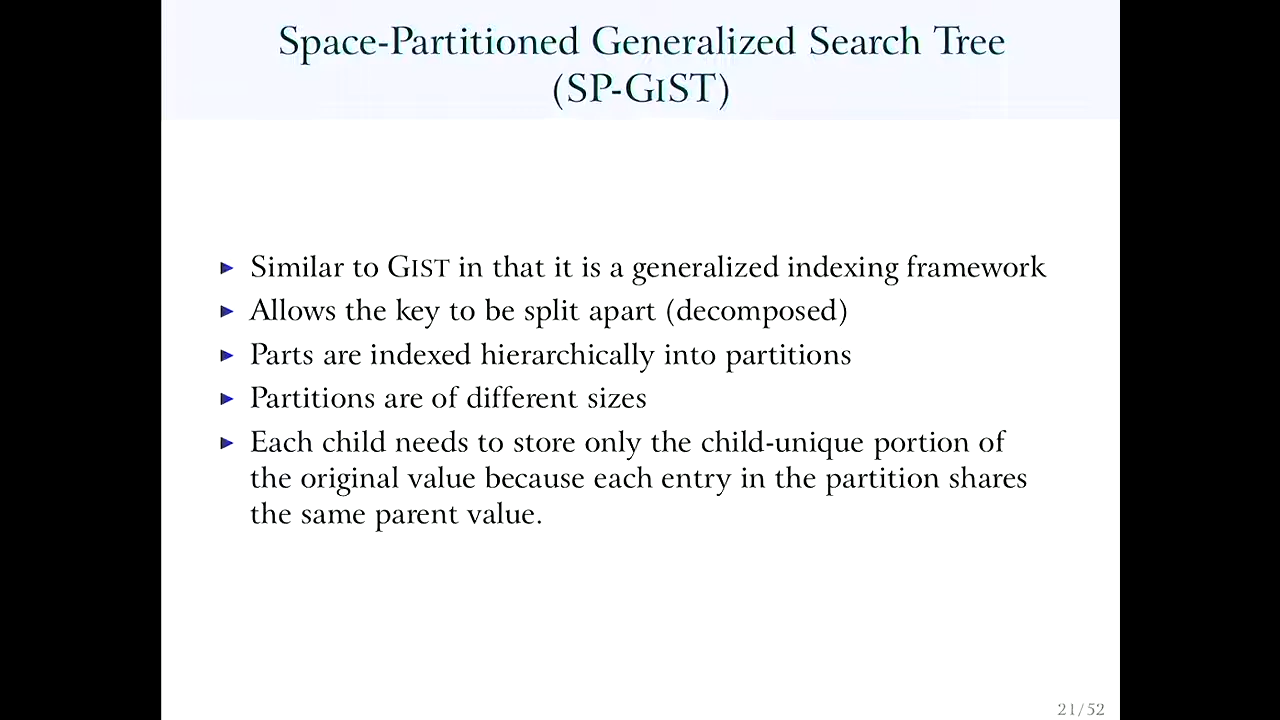 Space-Partitioned Generalized Search Tree
(SP-GIST)
▶ Similar to GIST in that it is a generalized indexing framework
▶ Allows the key to be split apart (decomposed)
▶ Parts are indexed hierarchically into partitions
▶ Partitions are of different sizes
▶ Each child needs to store only the child-unique portion of
the original value because each entry in the partition shares
the same parent value.
21/52